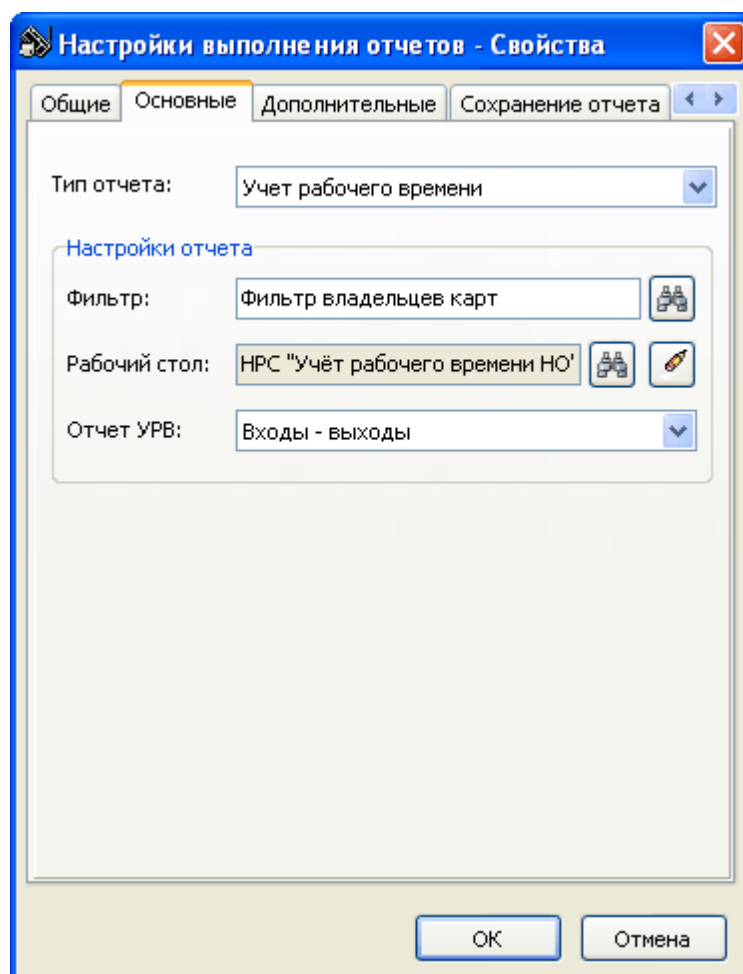 Настройки выполнения отчетов - Свойства
Общие Основные Дополнительные Сохранение отчета
Тип отчета: Учет рабочего времени
Настройки отчета
Фильтр: Фильтр владельцев карт
Рабочий стол: НРС "Учёт рабочего времени НО"
Отчет УРВ: Входы - выходы
ОК Отмена